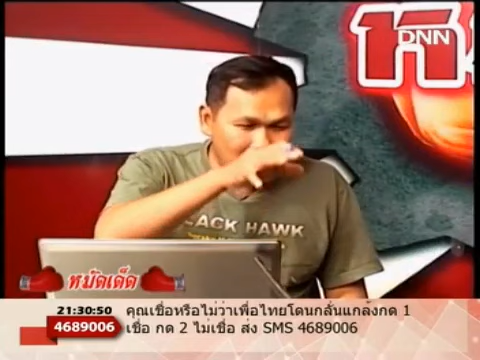 DNN
BLACK HAWK
หมัดเด็ด
21:30:50
4689006
คุณเชื่อหรือไม่ว่าเพื่อไทยโดนกลั่นแกล้งกด 1
เชื่อ กด 2 ไม่เชื่อ ส่ง SMS 4689006